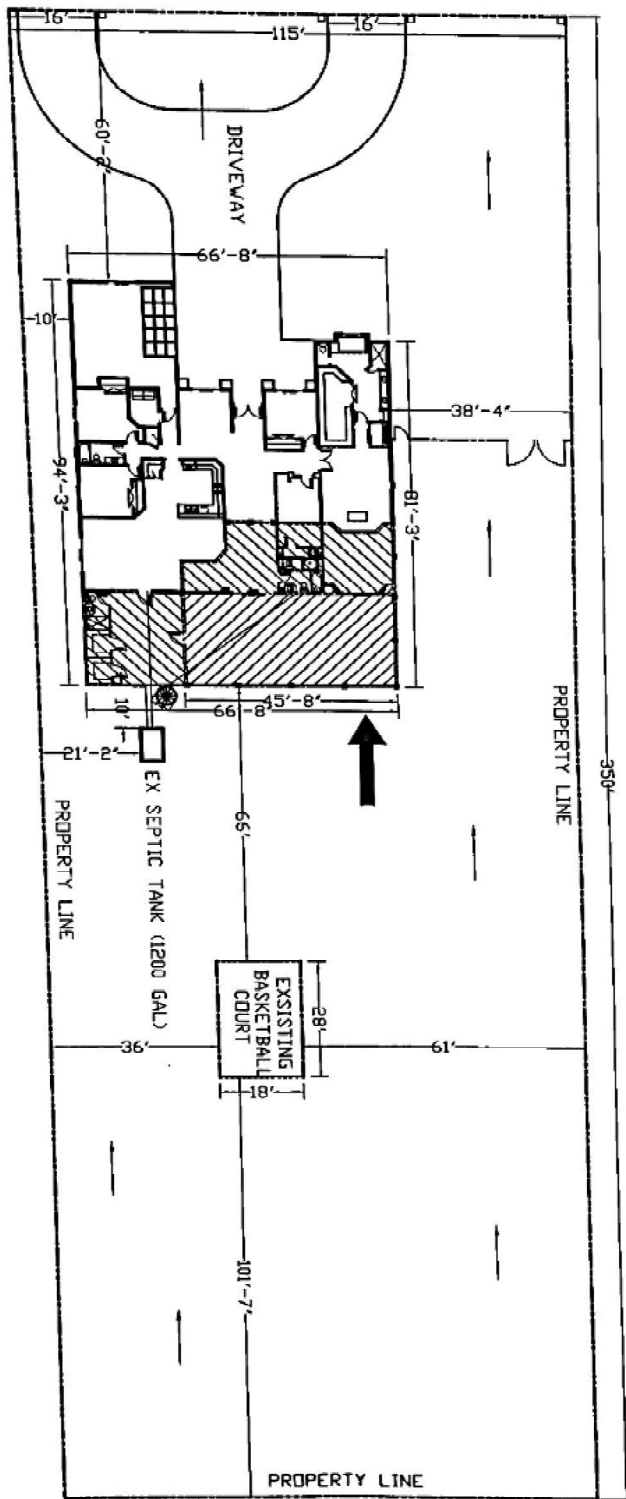 16'
16'
115'
60'-2"
DRIVEWAY
66'-8"
10'
38'-4"
94'-3"
81'-3"
45'-8"
66'-8"
10'
21'-2"
EX SEPTIC TANK (1200 GAL)
PROPERTY LINE
PROPERTY LINE
350'
66'
EXSISTING
BASKETBALL
COURT
28'
18'
36'
61'
101'-7"
PROPERTY LINE